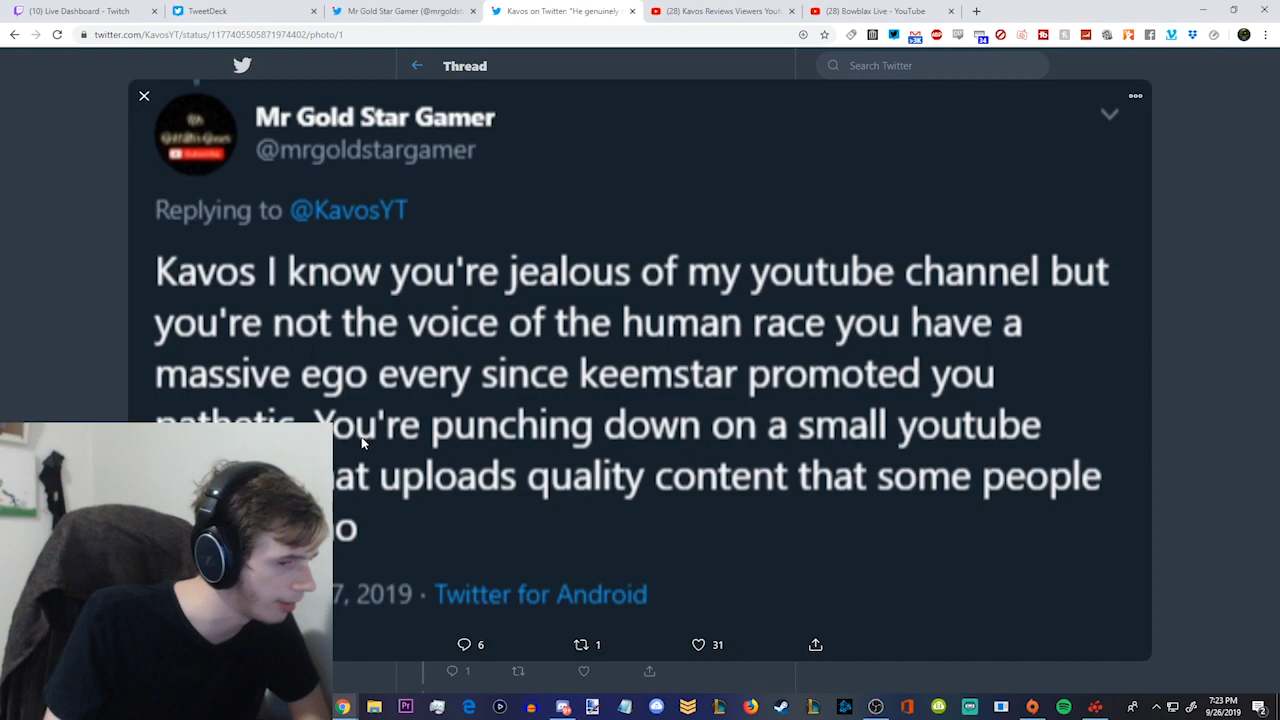 (10) Live Dashboard - Twitch
TweetDeck
Mr Gold Star Gamer (@mrgoldst
Kavos on Twitter: "He genuinely
(28) Kavos Reviews Viewers Yout
(28) Bowblax Live - YouTube
twitter.com/KavosYT/status/1177405505871974402/photo/1
Thread
Search Twitter
Mr Gold Star Gamer
@mrgoldstargamer
Replying to @KavosYT
Kavos I know you're jealous of my youtube channel but
you're not the voice of the human race you have a
massive ego every since keemstar promoted you
pathetic. You're punching down on a small youtube
at uploads quality content that some people
o
7, 2019 · Twitter for Android
6
1
31
1
7:23 PM
9/26/2019